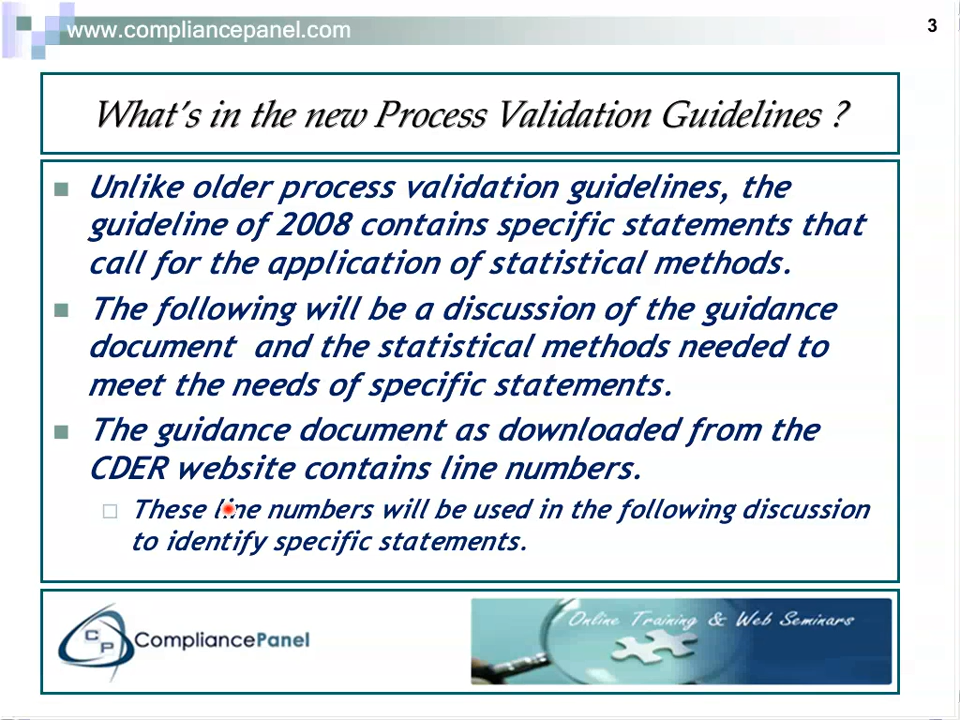 www.compliancepanel.com
3
What's in the new Process Validation Guidelines ?
Unlike older process validation guidelines, the
guideline of 2008 contains specific statements that
call for the application of statistical methods.
The following will be a discussion of the guidance
document and the statistical methods needed to
meet the needs of specific statements.
The guidance document as downloaded from the
CDER website contains line numbers.
These line numbers will be used in the following discussion
to identify specific statements.
CP CompliancePanel
Online Training & Web Seminars